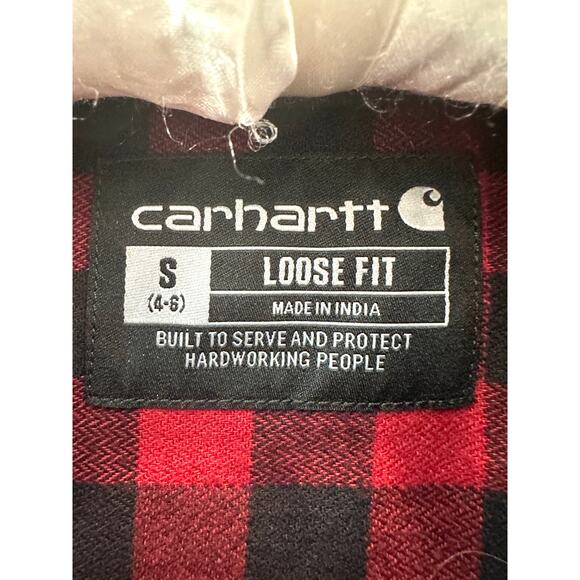 carhartt
S
(4-6)
LOOSE FIT
MADE IN INDIA
BUILT TO SERVE AND PROTECT
HARDWORKING PEOPLE